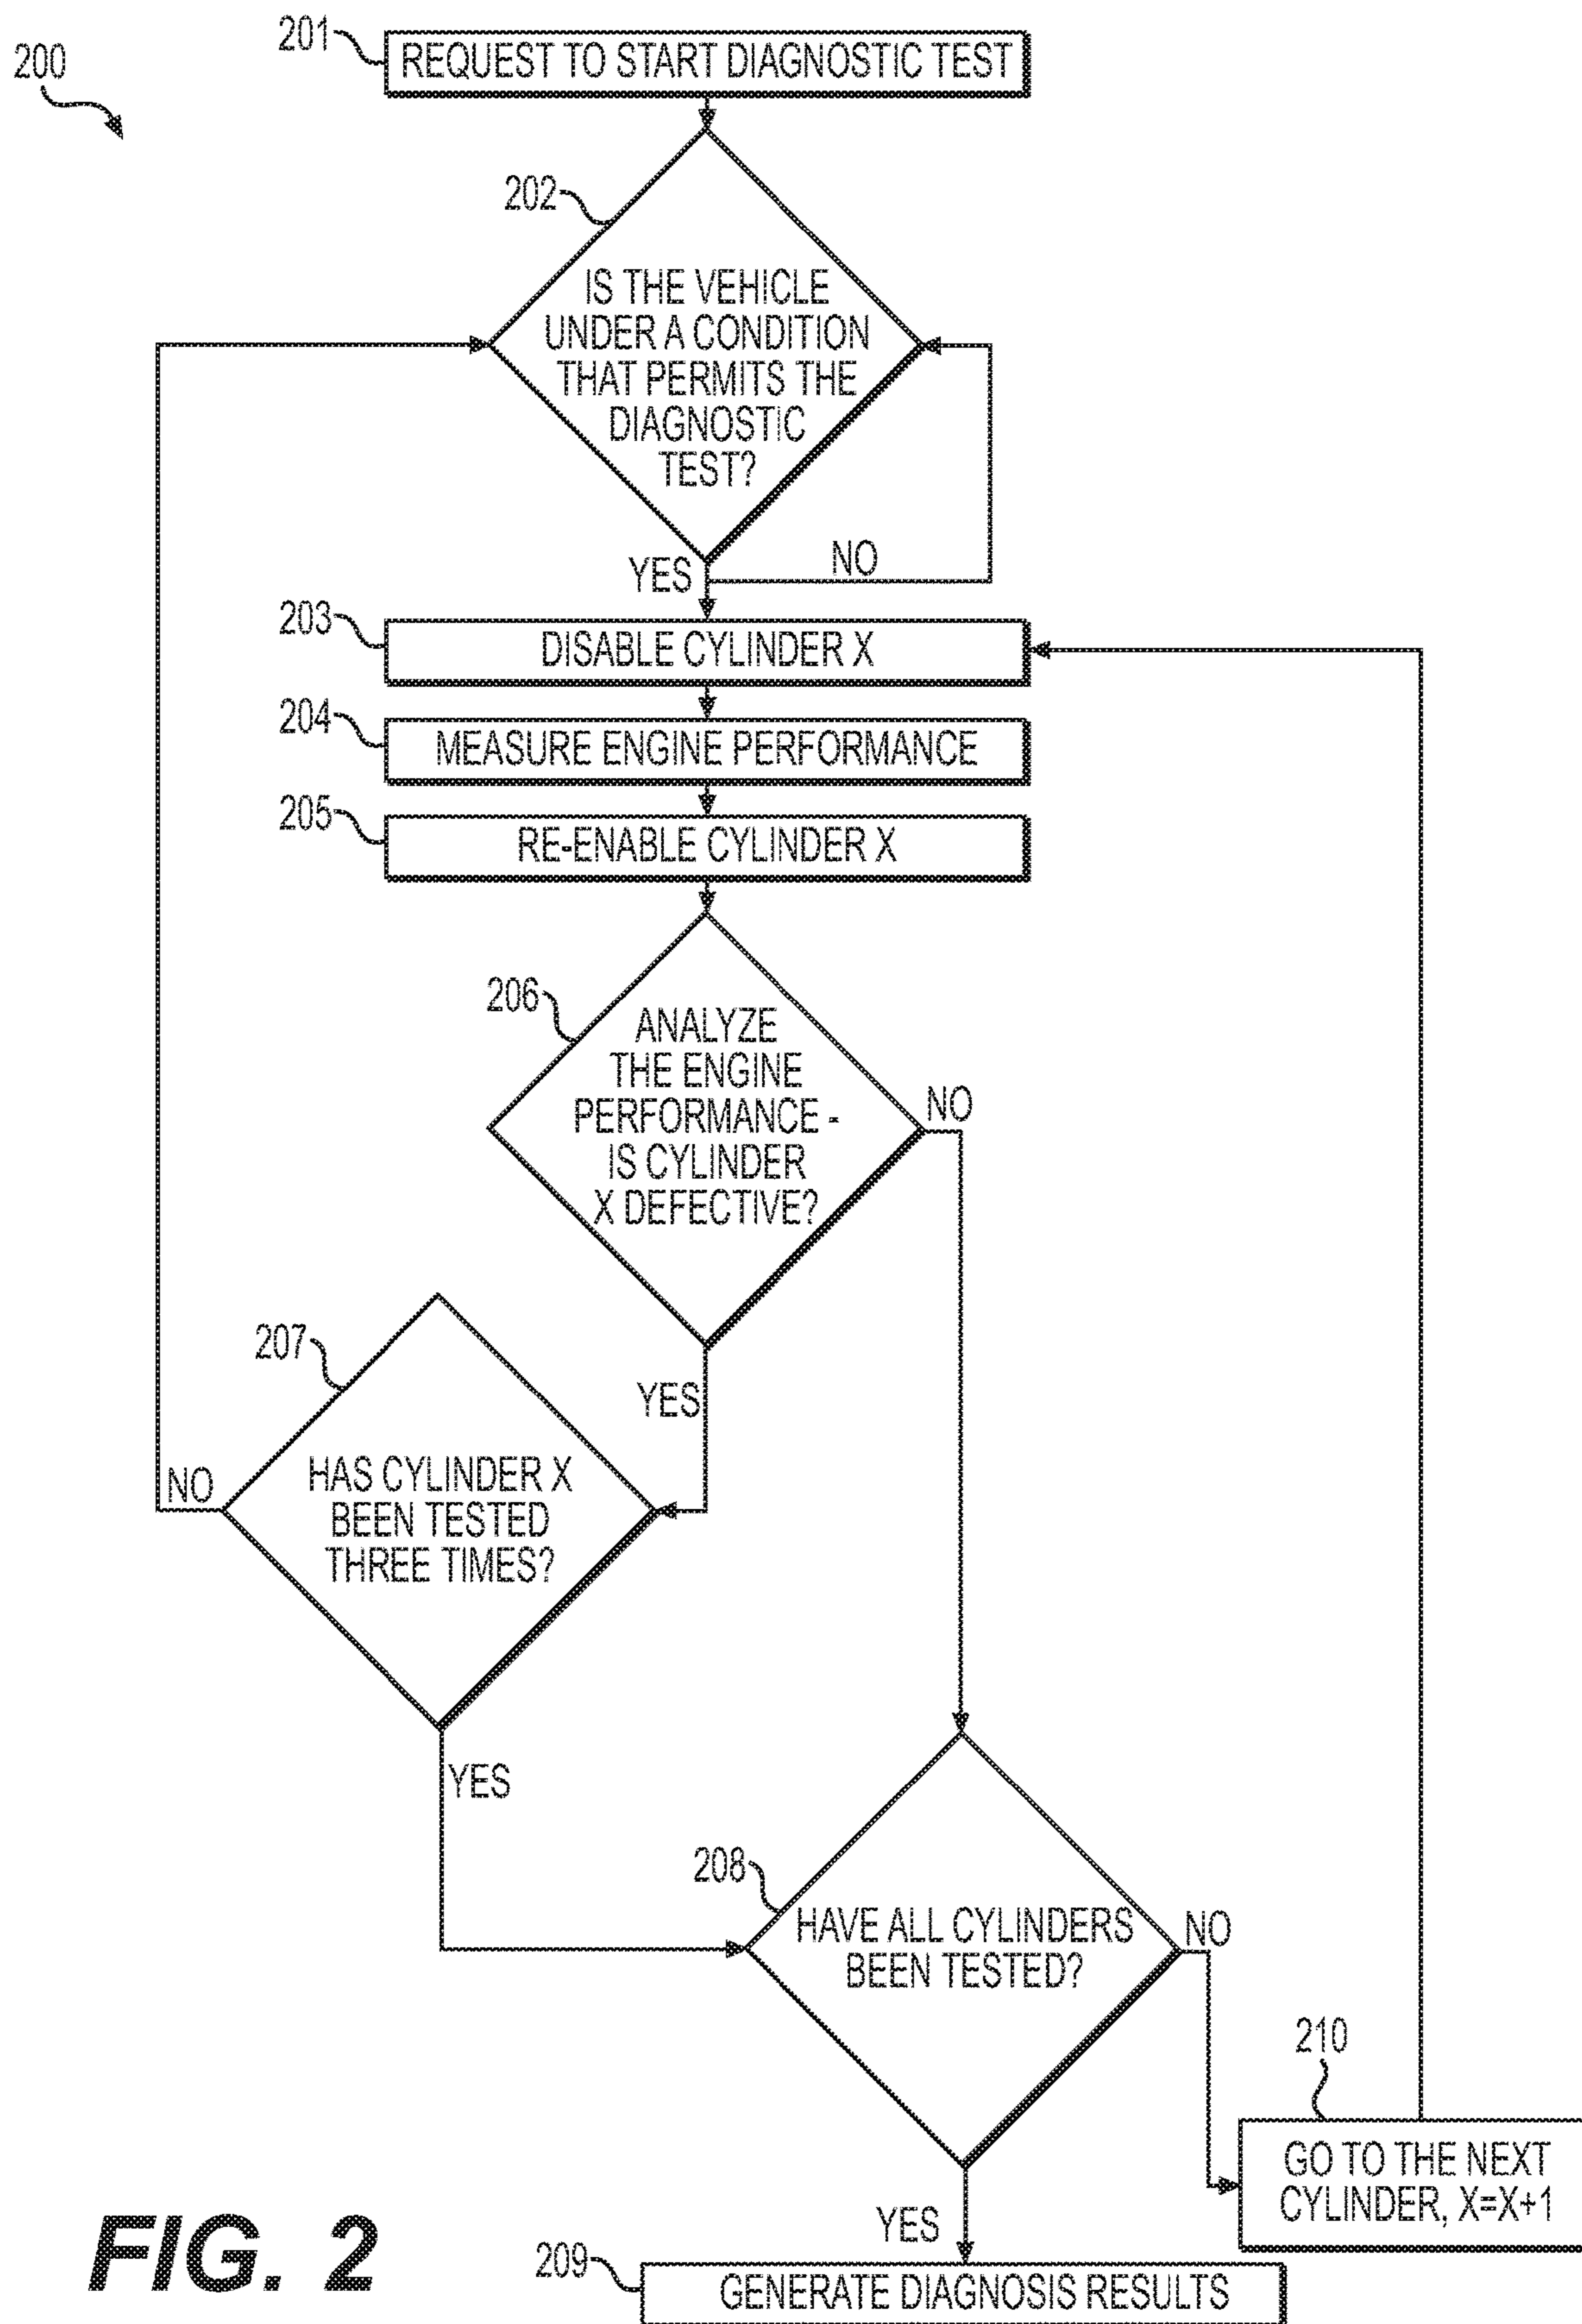 200
201
REQUEST TO START DIAGNOSTIC TEST
202
IS THE VEHICLE
UNDER A CONDITION
THAT PERMITS THE
DIAGNOSTIC
TEST?
YES
NO
203
DISABLE CYLINDER X
204
MEASURE ENGINE PERFORMANCE
205
RE-ENABLE CYLINDER X
206
ANALYZE
THE ENGINE
PERFORMANCE -
IS CYLINDER
X DEFECTIVE?
NO
YES
207
HAS CYLINDER X
BEEN TESTED
THREE TIMES?
NO
YES
208
HAVE ALL CYLINDERS
BEEN TESTED?
NO
YES
210
GO TO THE NEXT
CYLINDER, X=X+1
209
GENERATE DIAGNOSIS RESULTS
FIG. 2